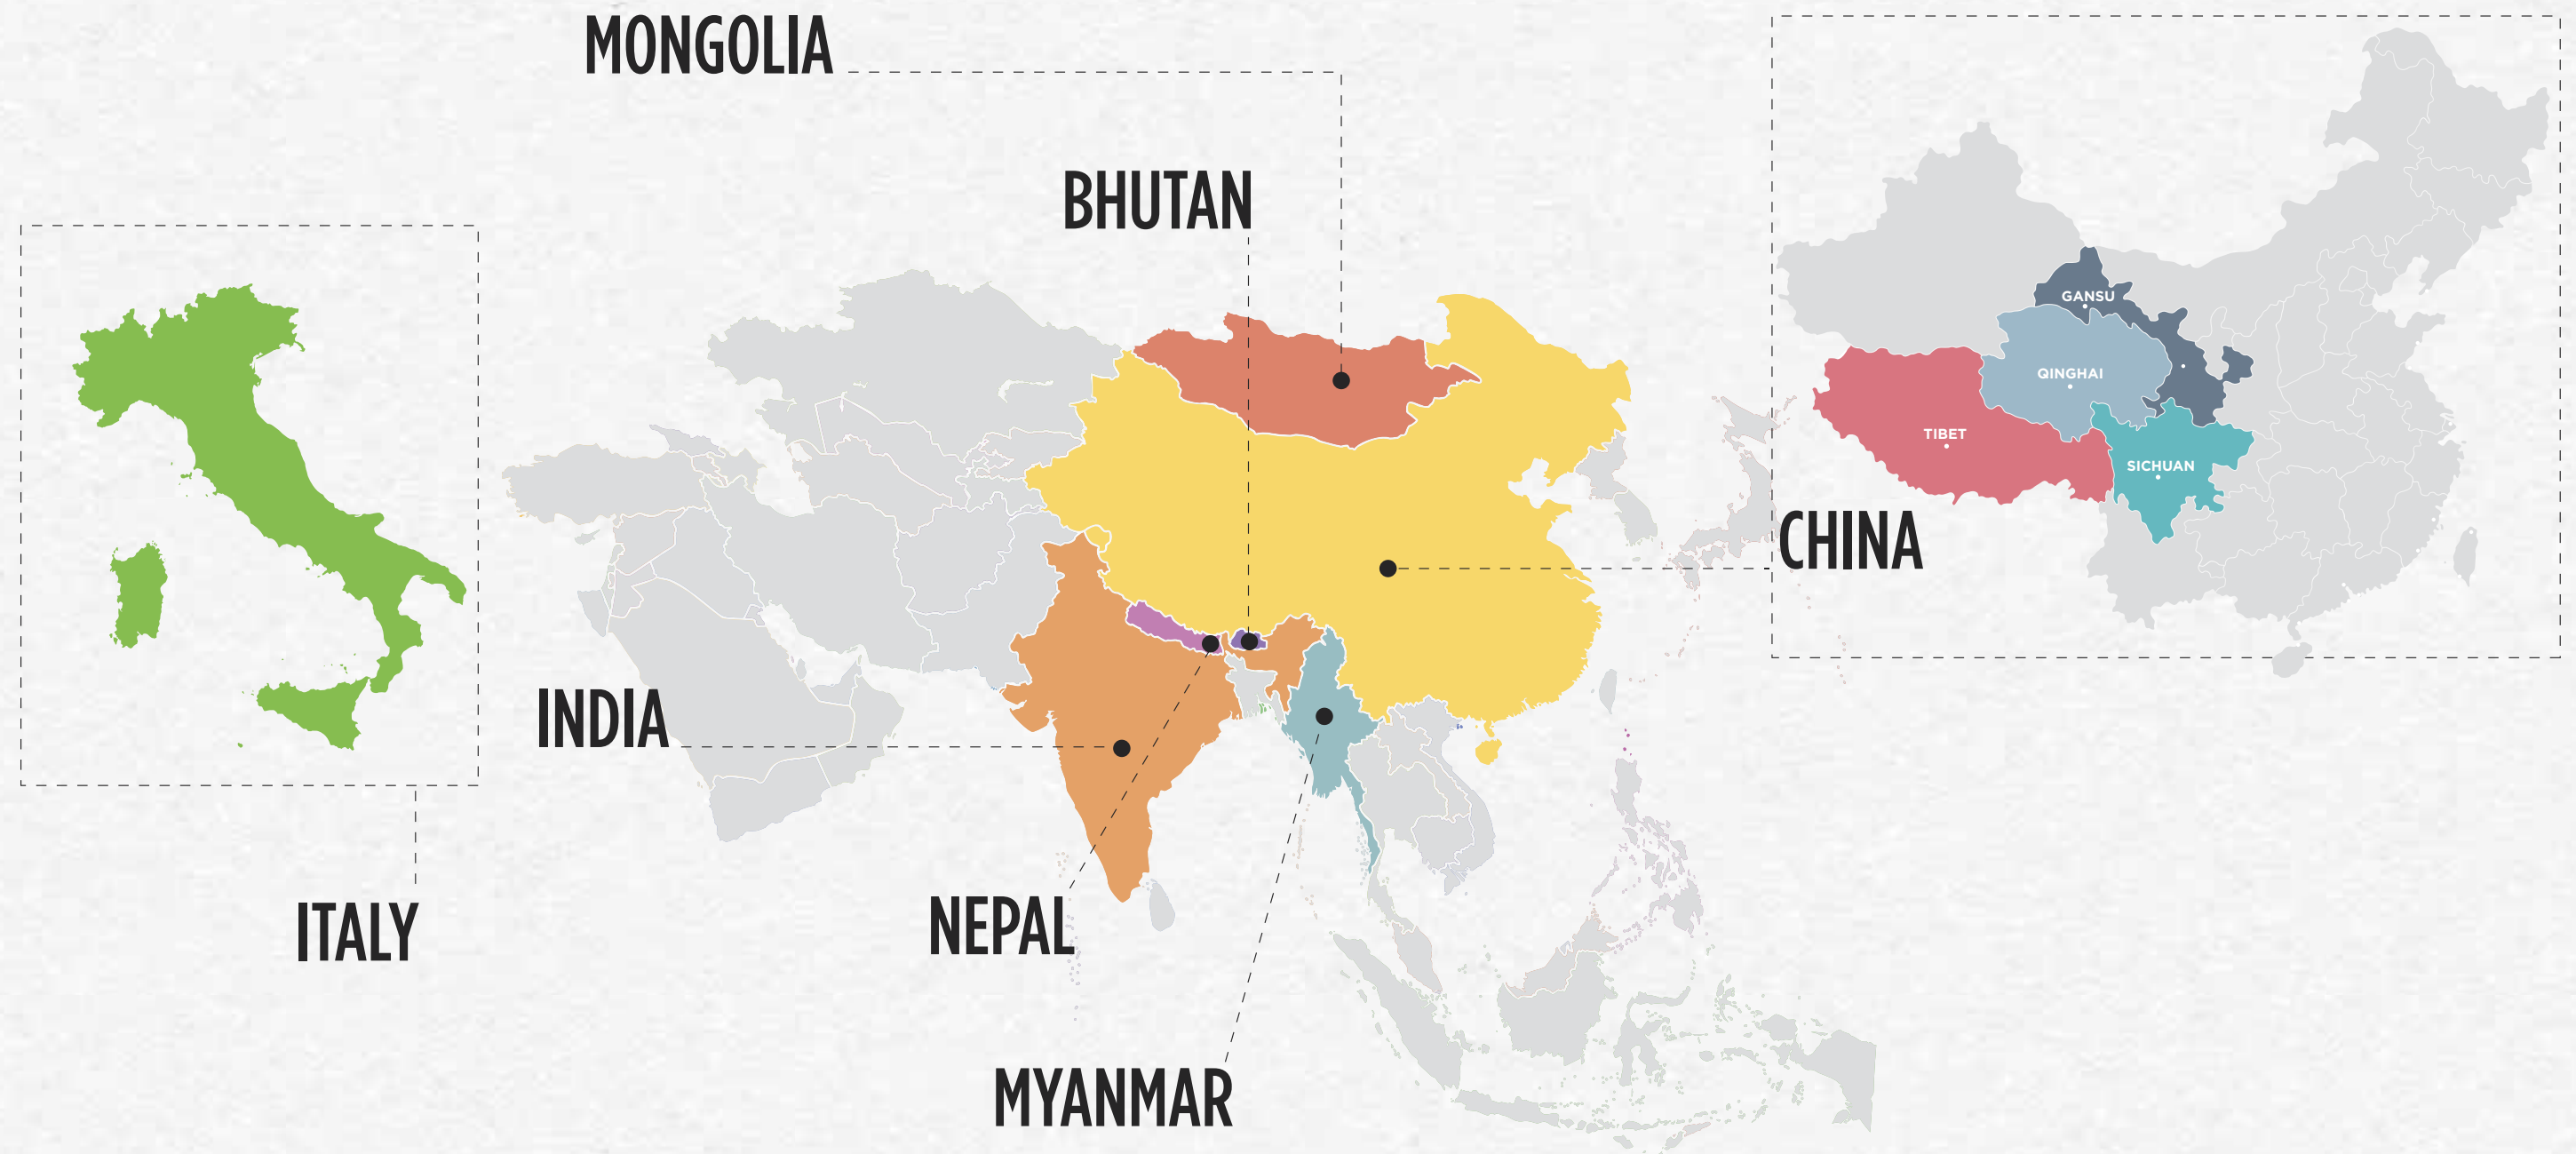 MONGOLIA
BHUTAN
GANSU
QINGHAI
TIBET
SICHUAN
CHINA
INDIA
NEPAL
ITALY
MYANMAR